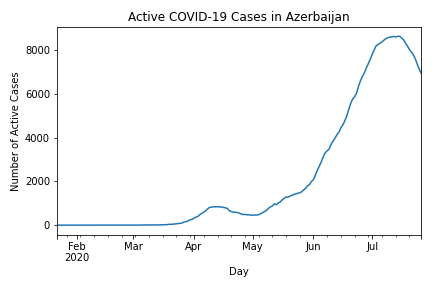 Active COVID-19 Cases in Azerbaijan
Number of Active Cases
8000
6000
4000
2000
0
Feb
2020
Mar
Apr
May
Jun
Jul
Day